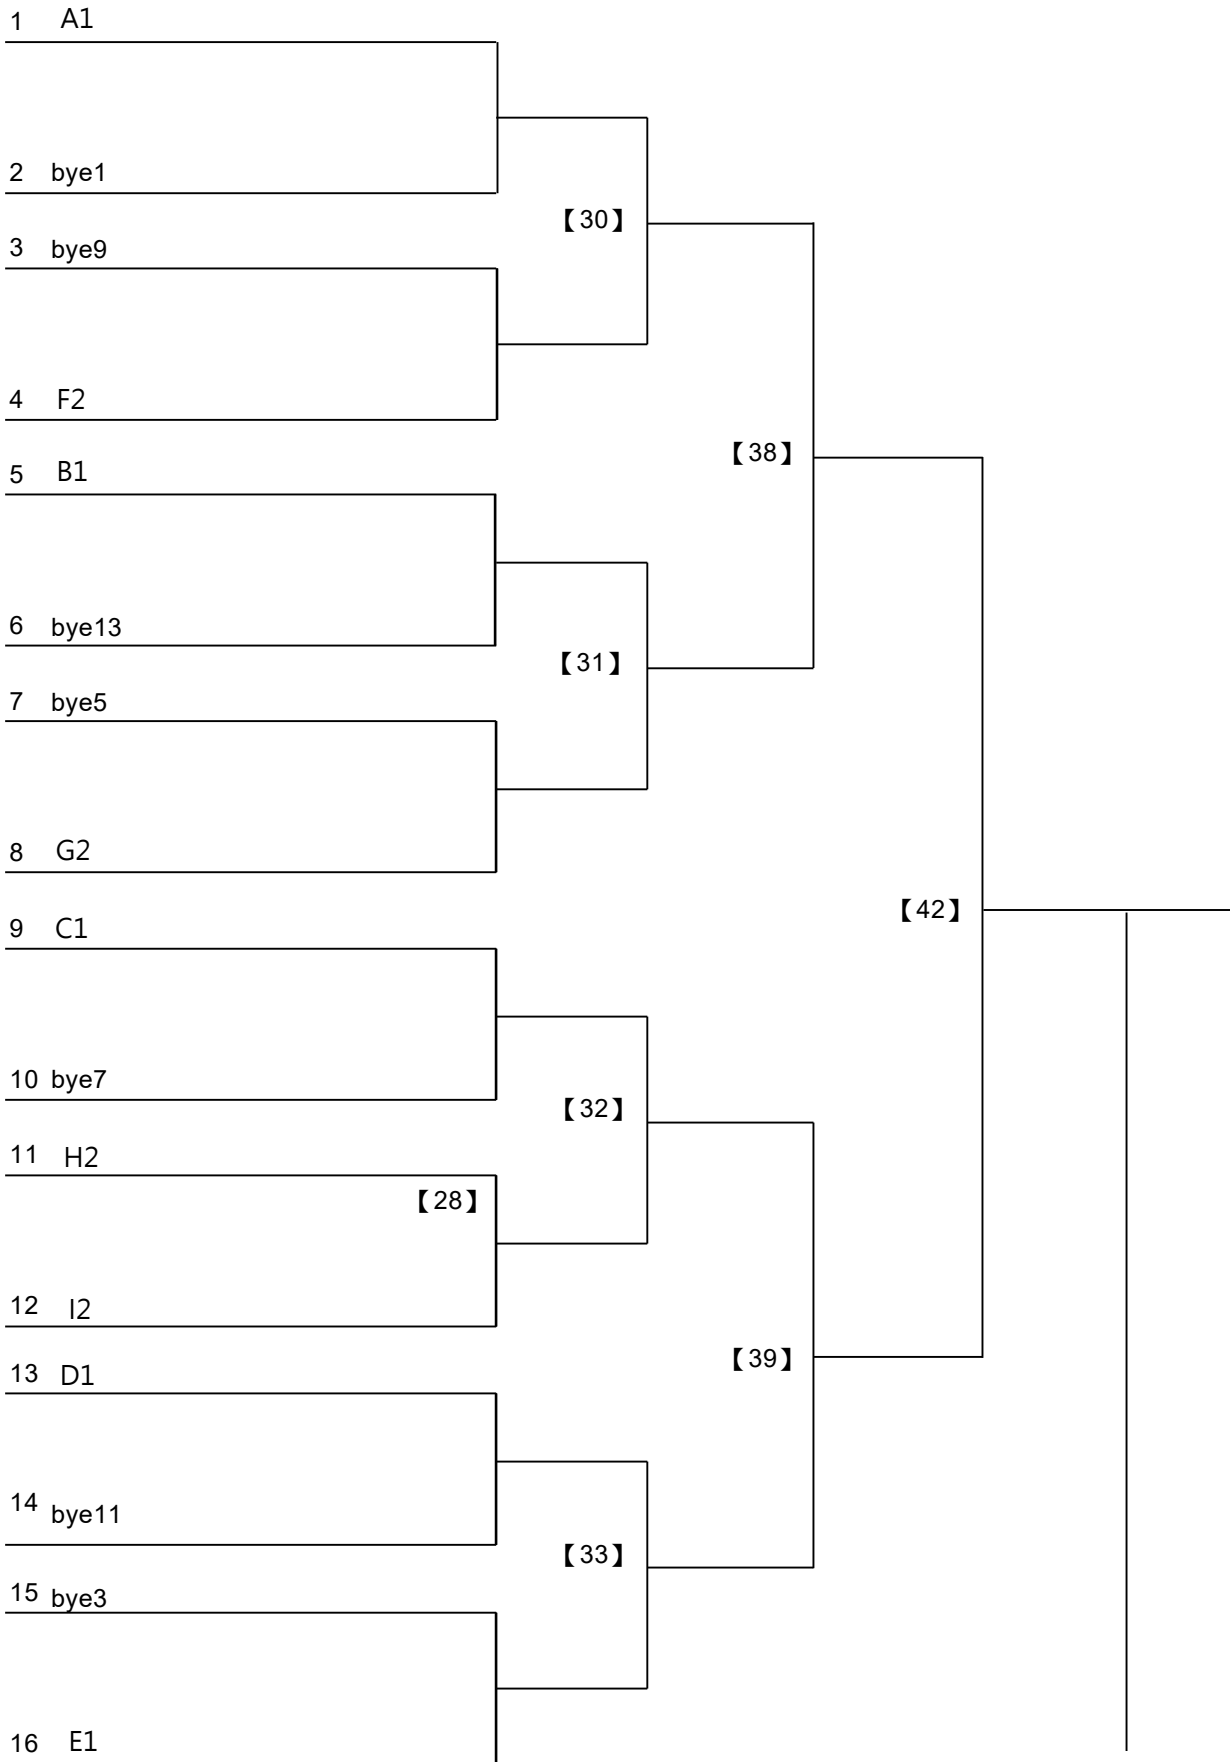 1 A1
2 bye1
【30】
3 bye9
4 F2
【38】
5 B1
6 bye13
【31】
7 bye5
8 G2
【42】
9 C1
10 bye7
【32】
11 H2
【28】
12 I2
【39】
13 D1
14 bye11
【33】
15 bye3
16 E1